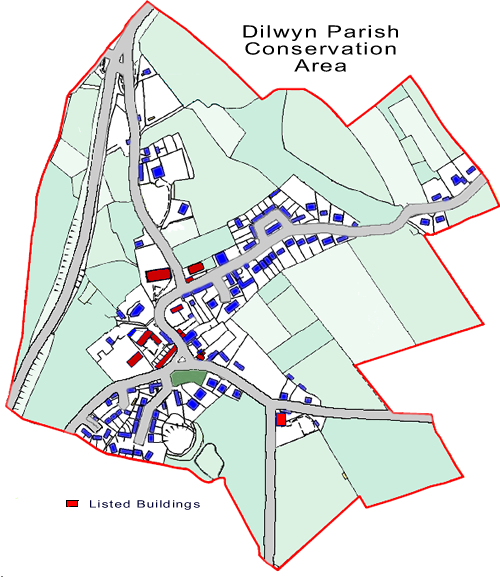 Dilwyn Parish
Conservation
Area
Listed Buildings